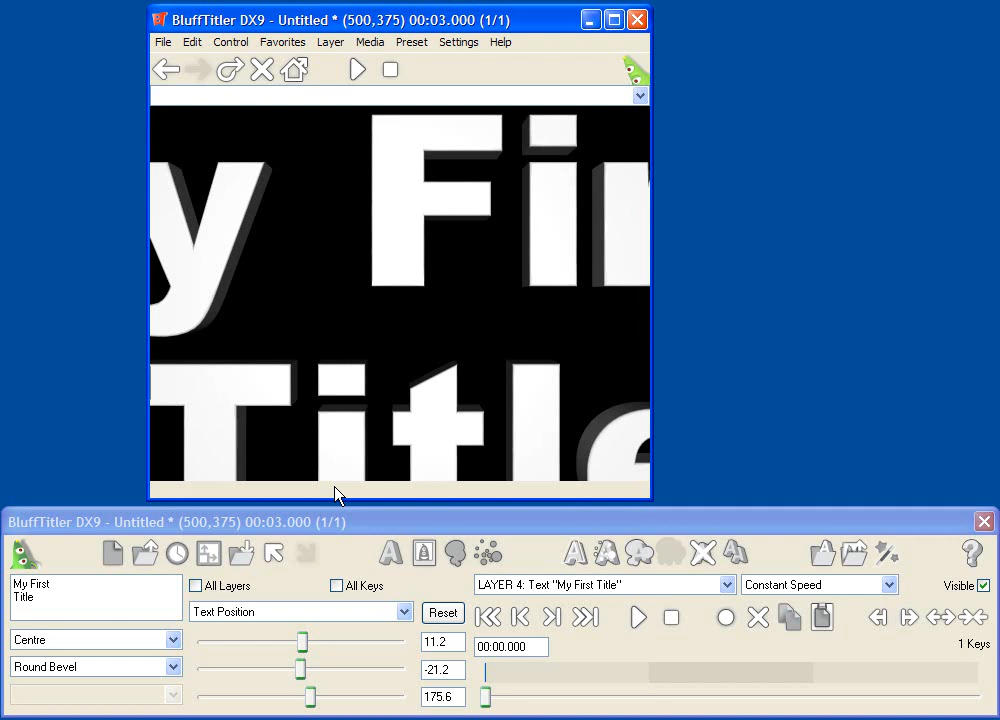 BluffTitler DX9 - Untitled * (500,375) 00:03.000 (1/1)
File Edit Control Favorites Layer Media Preset Settings Help
y Fir
Title
BluffTitler DX9 - Untitled * (500,375) 00:03.000 (1/1)
My First
Title
All Layers
All Keys
LAYER 4: Text "My First Title"
Constant Speed
Visible
Text Position
Reset
Centre
11.2
00:00.000
1 Keys
Round Bevel
-21.2
175.6